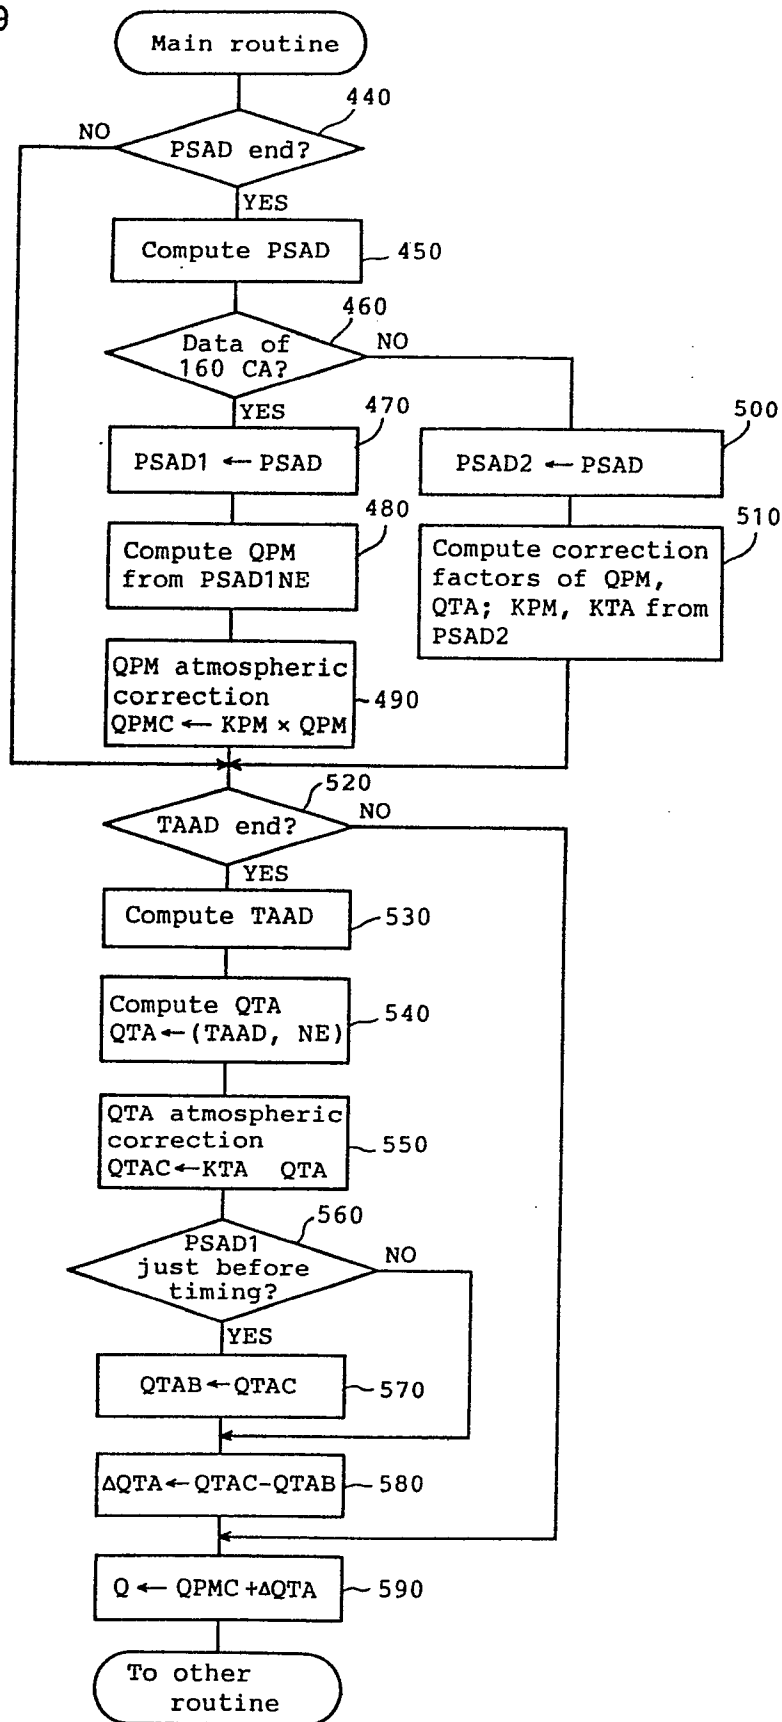 9
Main routine
440
NO
PSAD end?
YES
Compute PSAD
450
460
Data of
160 CA?
NO
YES
470
PSAD1 ← PSAD
500
PSAD2 ← PSAD
480
Compute QPM
from PSAD1NE
510
Compute correction
factors of QPM,
QTA; KPM, KTA from
PSAD2
QPM atmospheric
correction
QPMC ← KPM × QPM
490
520
TAAD end?
NO
YES
Compute TAAD
530
Compute QTA
QTA ← (TAAD, NE)
540
QTA atmospheric
correction
QTAC ← KTA QTA
550
560
PSAD1
just before
timing?
NO
YES
QTAB ← QTAC
570
ΔQTA ← QTAC-QTAB
580
Q ← QPMC +ΔQTA
590
To other
routine